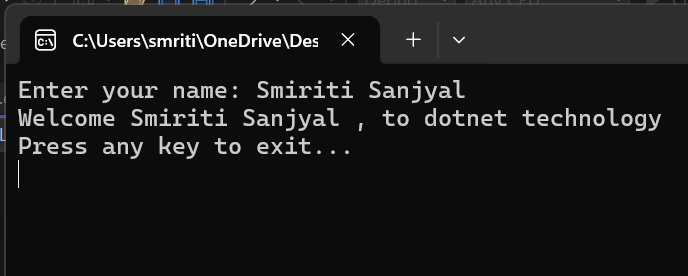 C:\Users\smriti\OneDrive\Des
Enter your name: Smiriti Sanjyal
Welcome Smiriti Sanjyal , to dotnet technology
Press any key to exit...